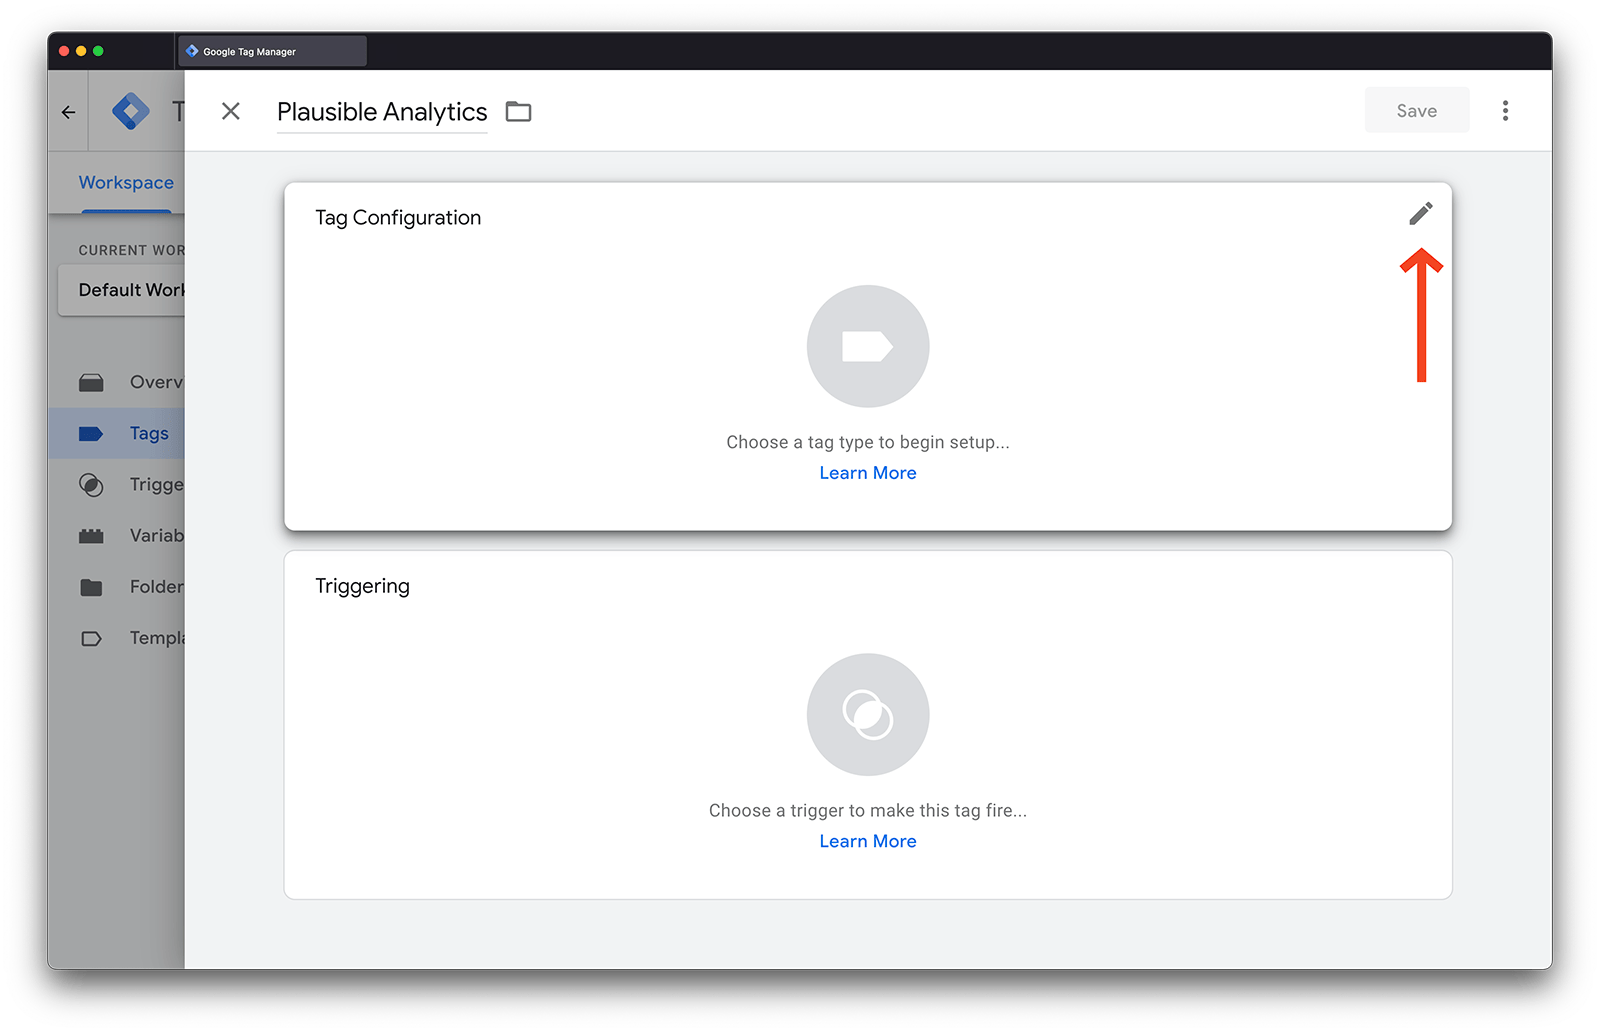 Google Tag Manager
T
Plausible Analytics
Save
Workspace
CURRENT WOR
Default Work
Overv
Tags
Trigge
Variab
Folder
Templa
Tag Configuration
Choose a tag type to begin setup...
Learn More
Triggering
Choose a trigger to make this tag fire...
Learn More